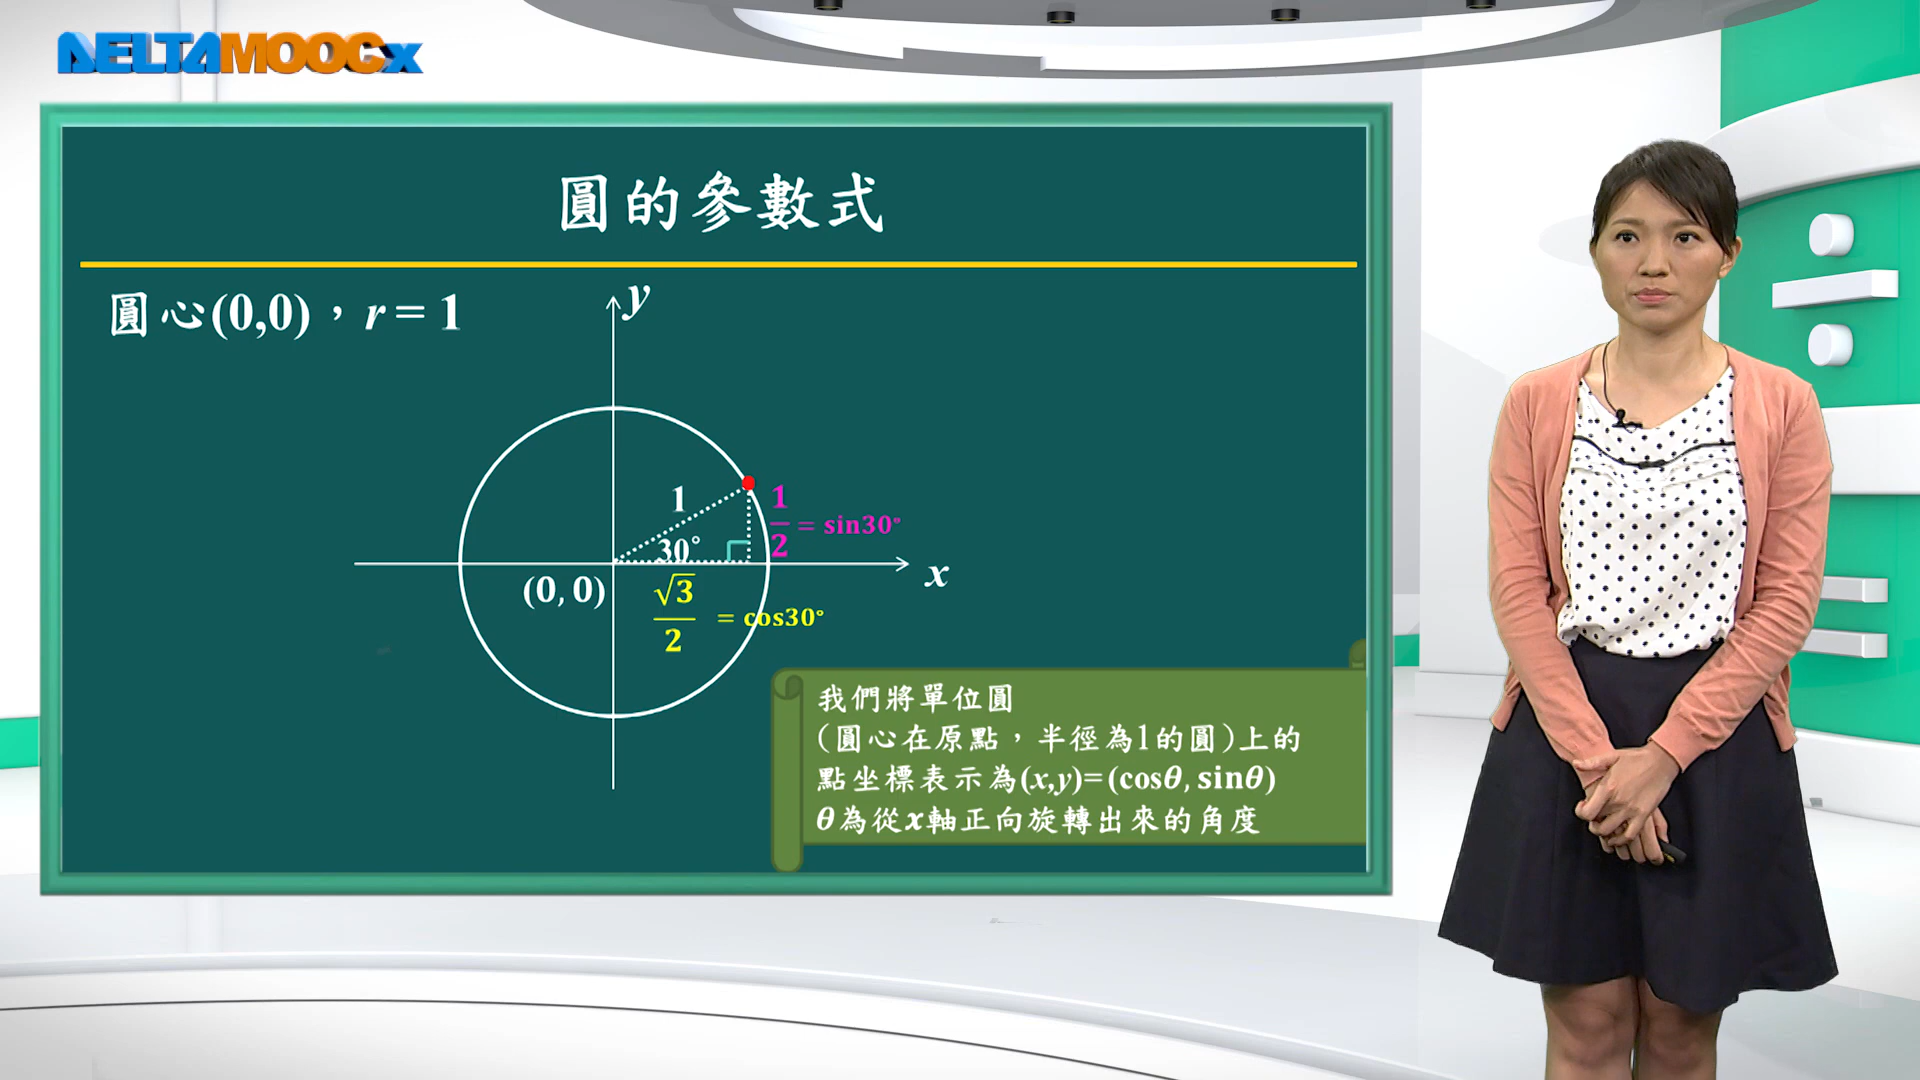 DELTAMOOCx
圓的參數式
圓心(0,0)，r = 1
y
1
1/2 = sin30°
30°
x
(0, 0)
√3/2 = cos30°
我們將單位圓
(圓心在原點，半徑為1的圓)上的
點坐標表示為(x,y)=(cosθ, sinθ)
θ為從x軸正向旋轉出來的角度